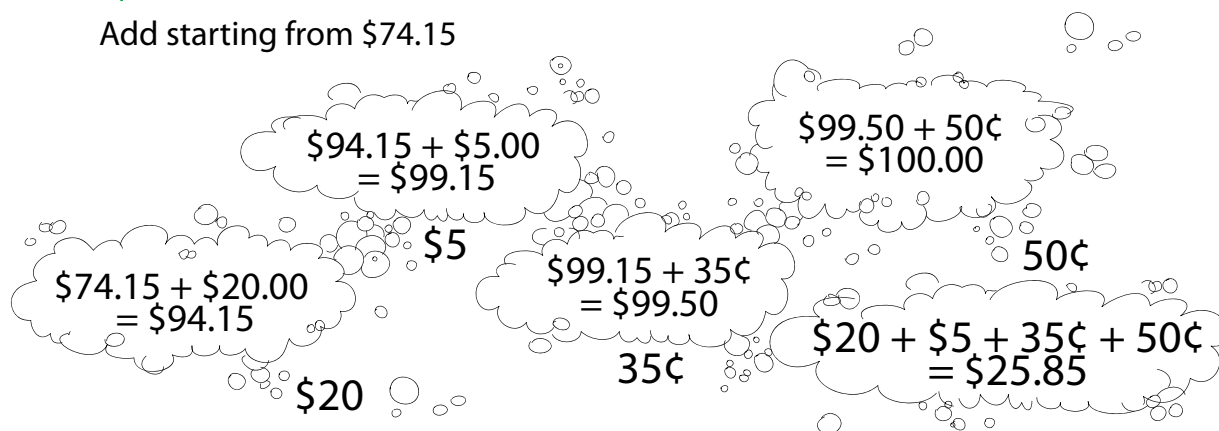 Add starting from $74.15
$74.15 + $20.00
= $94.15
$20
$94.15 + $5.00
= $99.15
$5
$99.15 + 35¢
= $99.50
35¢
$99.50 + 50¢
= $100.00
50¢
$20 + $5 + 35¢ + 50¢
= $25.85